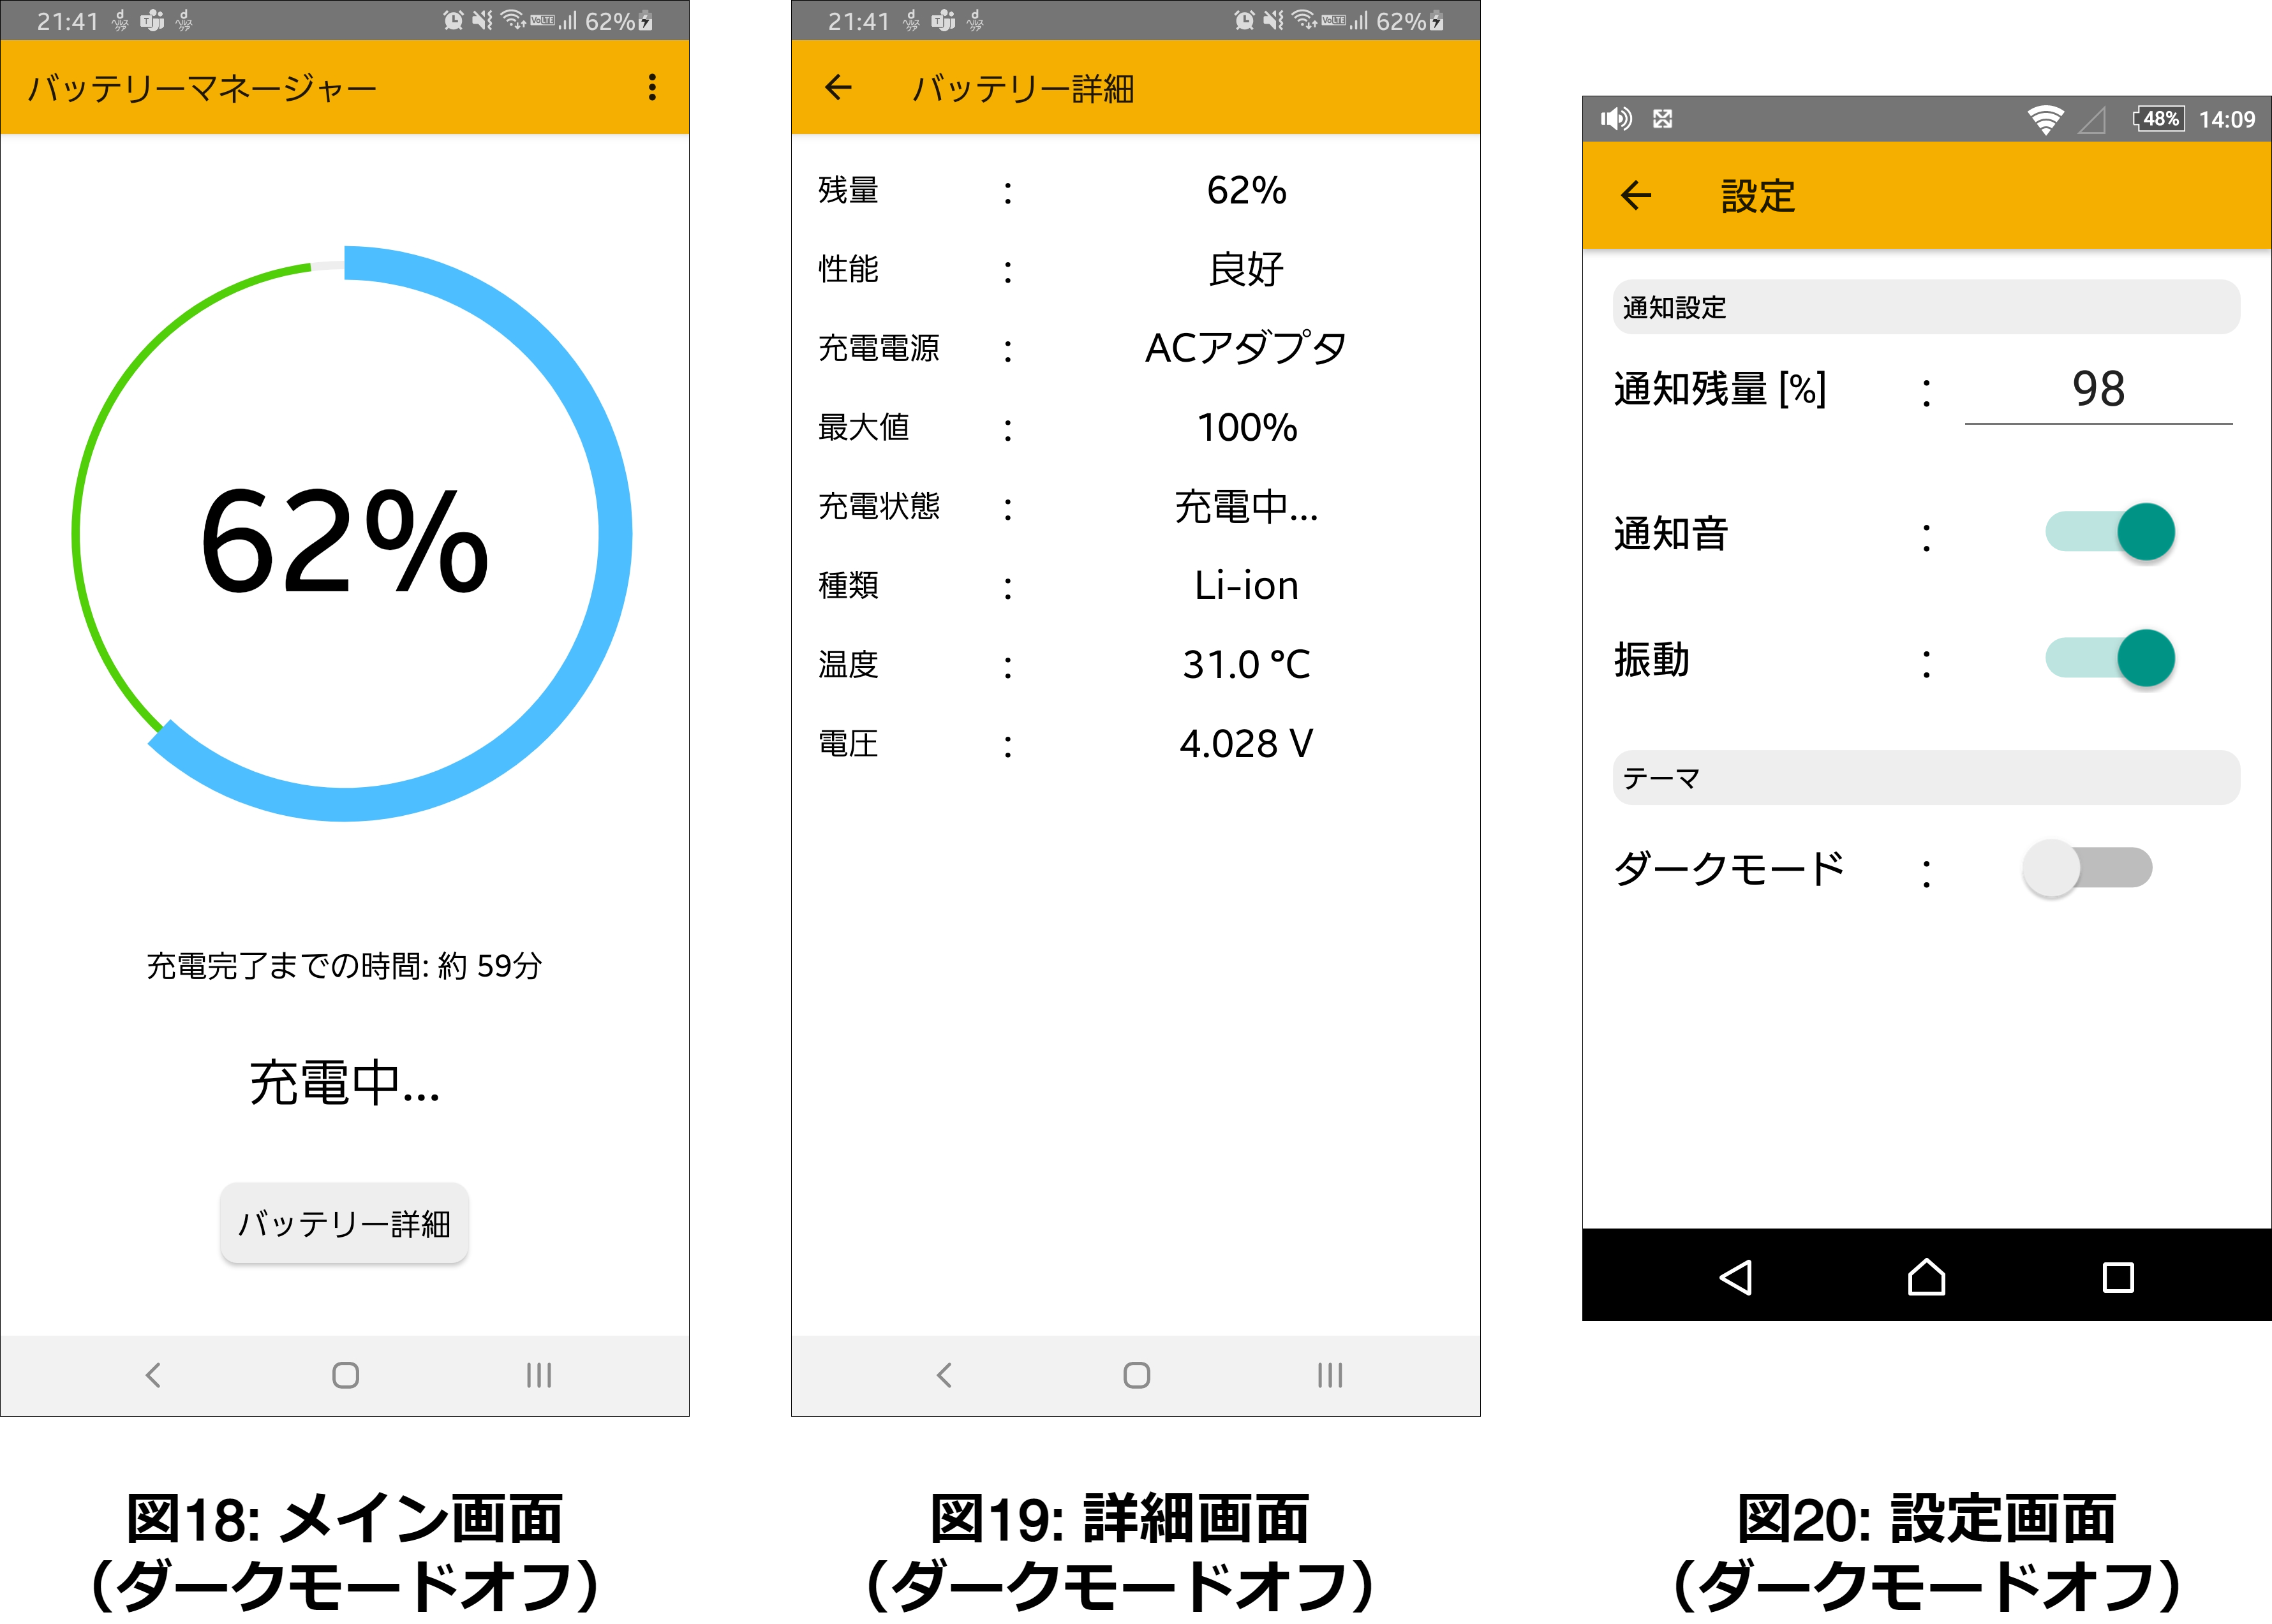 21:41
62%
バッテリーマネージャー
62%
充電完了までの時間: 約 59分
充電中...
バッテリー詳細
図18: メイン画面
（ダークモードオフ）
21:41
62%
バッテリー詳細
残量 : 62%
性能 : 良好
充電電源 : ACアダプタ
最大値 : 100%
充電状態 : 充電中...
種類 : Li-ion
温度 : 31.0 °C
電圧 : 4.028 V
図19: 詳細画面
（ダークモードオフ）
48% 14:09
設定
通知設定
通知残量 [%] : 98
通知音 :
振動 :
テーマ
ダークモード :
図20: 設定画面
（ダークモードオフ）